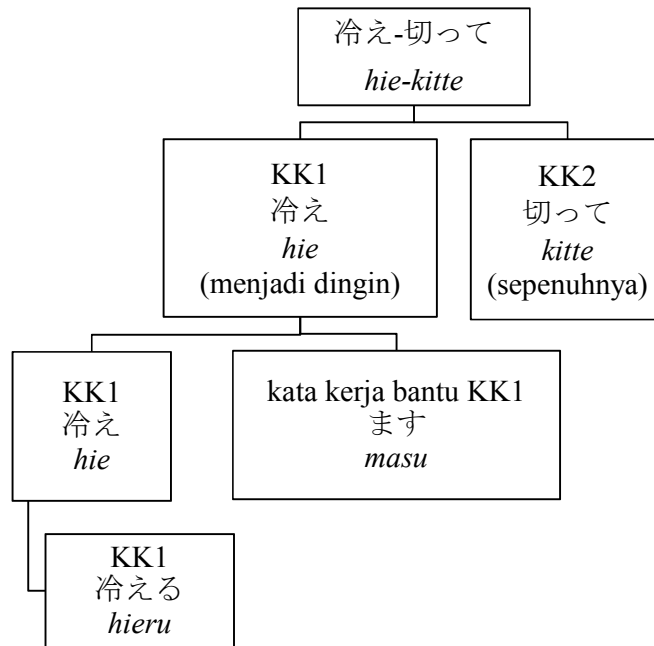 冷え-切って
hie-kitte
KK1
冷え
hie
(menjadi dingin)
KK2
切って
kitte
(sepenuhnya)
KK1
冷え
hie
kata kerja bantu KK1
ます
masu
KK1
冷える
hieru